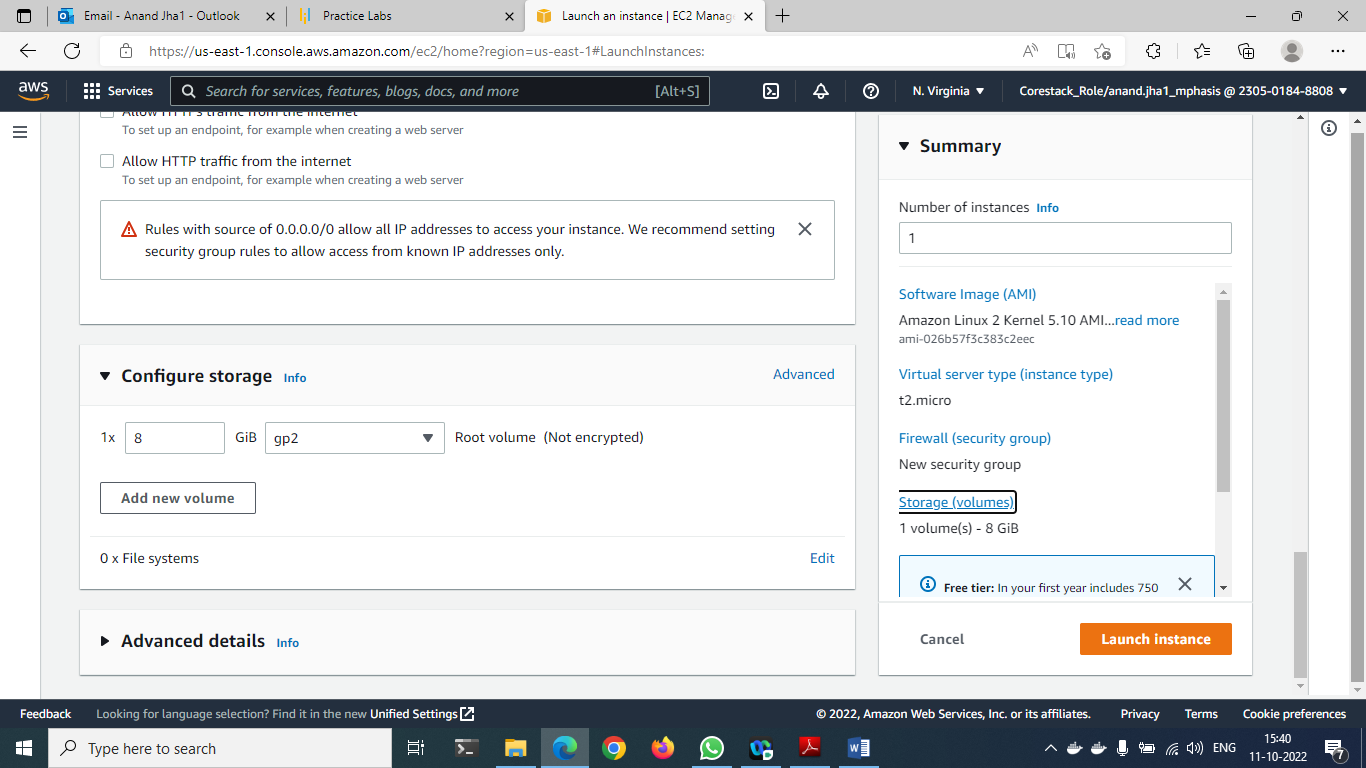 Email - Anand Jha1 - Outlook
Practice Labs
Launch an instance | EC2 Manag
https://us-east-1.console.aws.amazon.com/ec2/home?region=us-east-1#LaunchInstances:
aws
Services
Search for services, features, blogs, docs, and more
[Alt+S]
N. Virginia
Corestack_Role/anand.jha1_mphasis @ 2305-0184-8808
Allow HTTPs traffic from the internet
To set up an endpoint, for example when creating a web server
Allow HTTP traffic from the internet
To set up an endpoint, for example when creating a web server
Rules with source of 0.0.0.0/0 allow all IP addresses to access your instance. We recommend setting
security group rules to allow access from known IP addresses only.
Configure storage Info
Advanced
1x 8 GiB gp2 Root volume (Not encrypted)
Add new volume
0 x File systems
Edit
Advanced details Info
Summary
Number of instances Info
1
Software Image (AMI)
Amazon Linux 2 Kernel 5.10 AMI...read more
ami-026b57f3c383c2eec
Virtual server type (instance type)
t2.micro
Firewall (security group)
New security group
Storage (volumes)
1 volume(s) - 8 GiB
Free tier: In your first year includes 750
Cancel
Launch instance
Feedback
Looking for language selection? Find it in the new Unified Settings
© 2022, Amazon Web Services, Inc. or its affiliates.
Privacy
Terms
Cookie preferences
Type here to search
ENG
15:40
11-10-2022
7